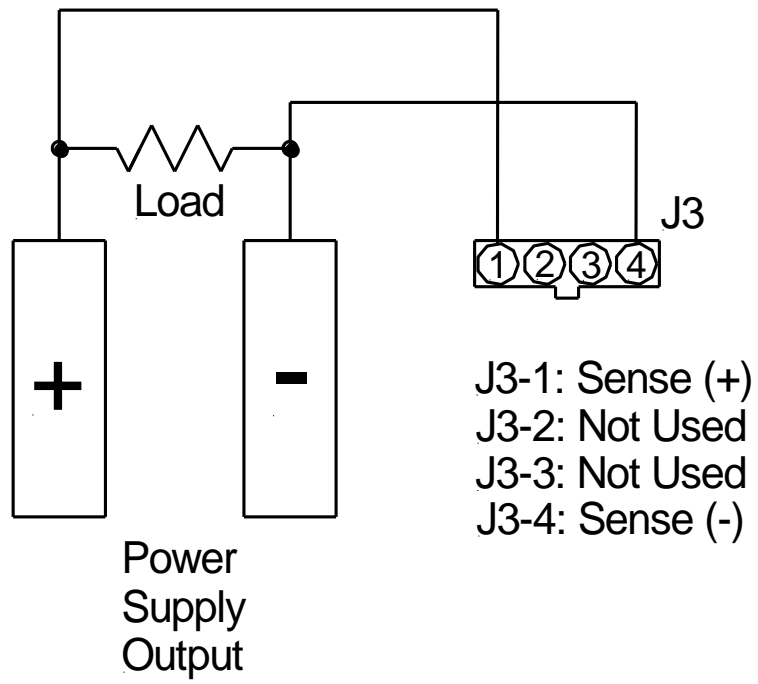 Load
J3
1 2 3 4
+
-
J3-1: Sense (+)
J3-2: Not Used
J3-3: Not Used
J3-4: Sense (-)
Power
Supply
Output